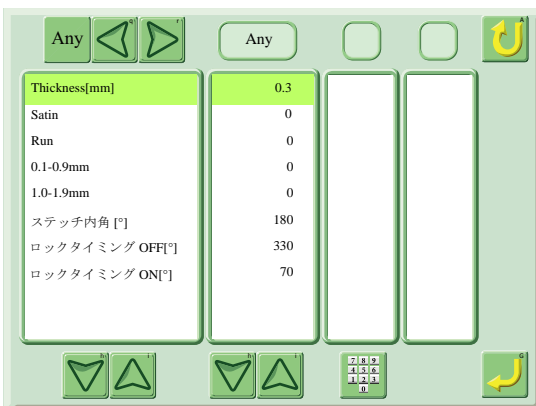 Any Q r Any A
Thickness[mm] 0.3
Satin 0
Run 0
0.1-0.9mm 0
1.0-1.9mm 0
ステッチ内角 [°] 180
ロックタイミング OFF[°] 330
ロックタイミング ON[°] 70
h i h i G
7 8 9
4 5 6
1 2 3
0